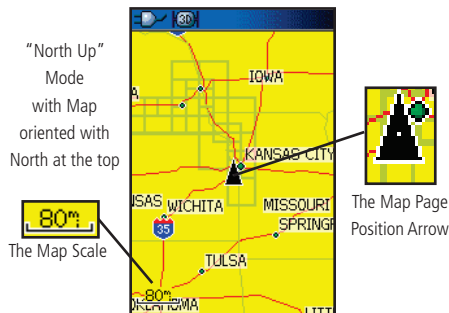 “North Up”
Mode
with Map
oriented with
North at the top
80m
The Map Scale
3D
IOWA
KANSAS CITY
WICHITA
MISSOURI
35
TULSA
80m
The Map Page
Position Arrow